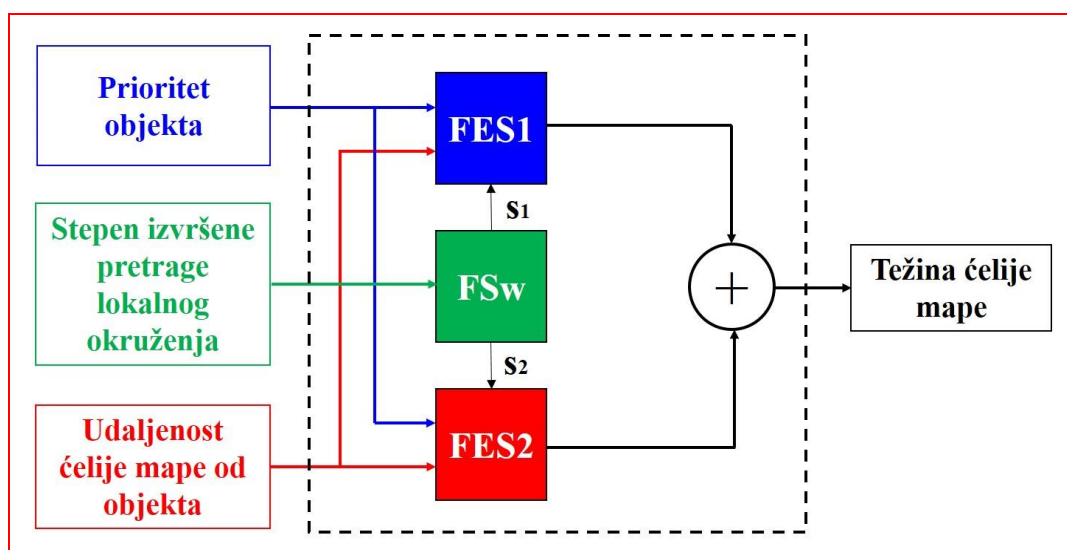 Prioritet
objekta
Stepen izvršene
pretrage
lokalnog
okruženja
Udaljenost
ćelije mape od
objekta
FES1
s1
FSw
s2
FES2
+
Težina ćelije
mape